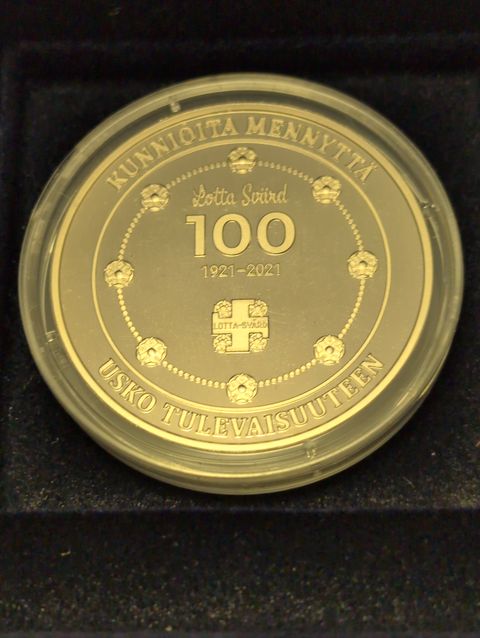 KUNNIOITA MENNYTTÄ
Lotta Svärd
100
1921-2021
LOTTA-SVÄRD
USKO TULEVAISUUTEEN